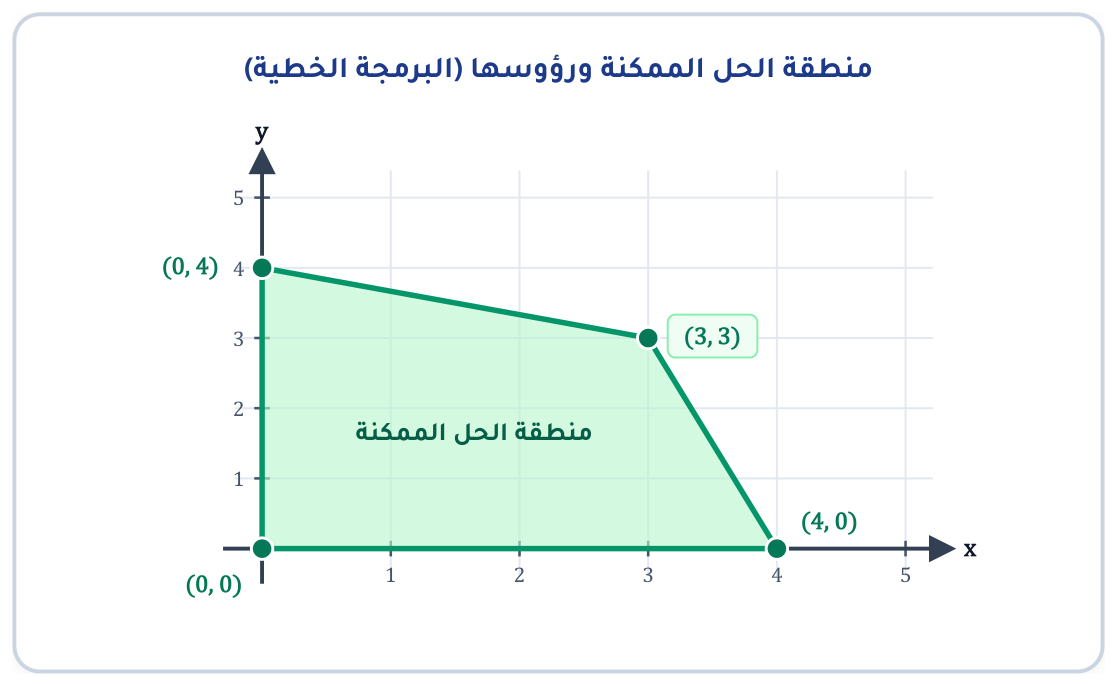 منطقة الحل الممكنة ورؤوسها (البرمجة الخطية)
y
5
(0, 4) 4
3 (3, 3)
2
منطقة الحل الممكنة
1
(4, 0)
x
(0, 0) 1 2 3 4 5